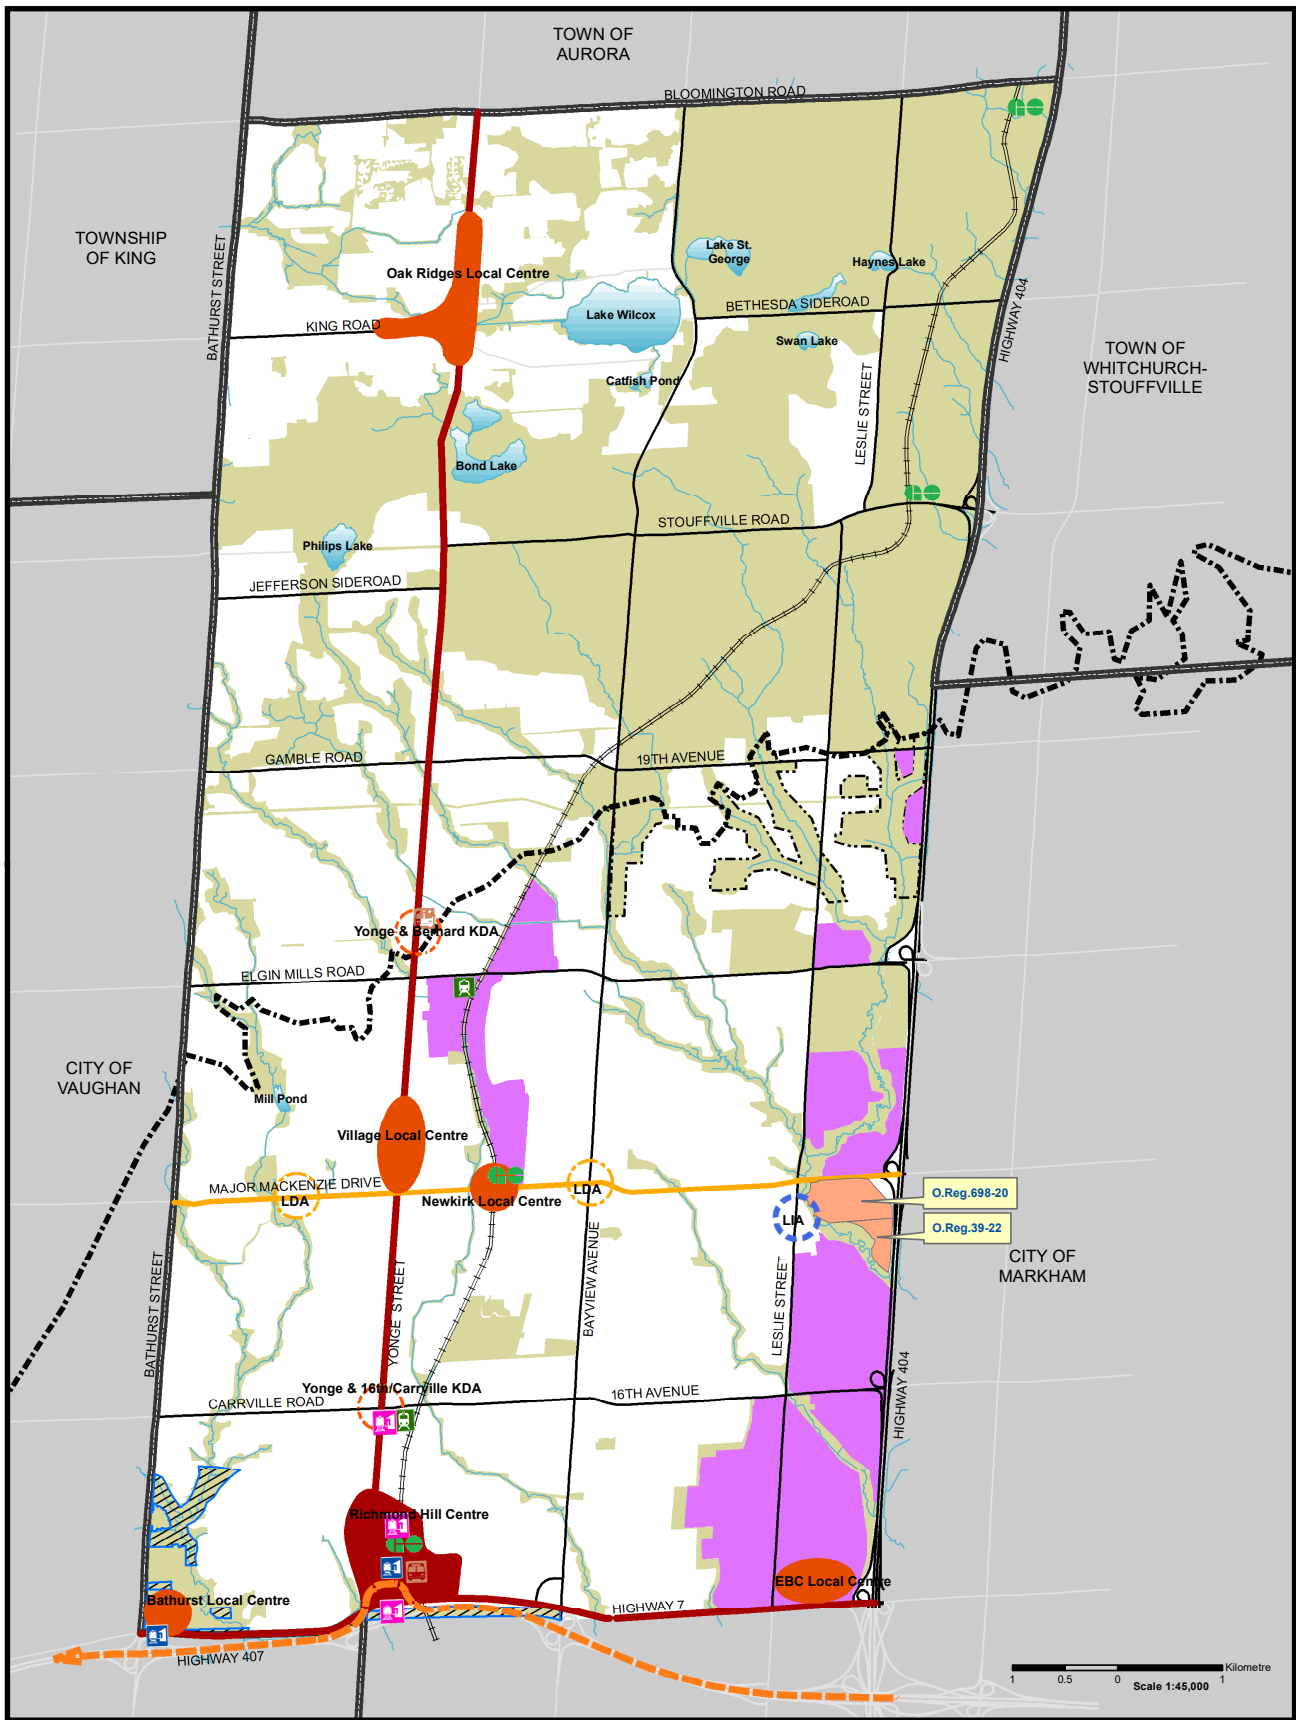 TOWN OF
AURORA
BLOOMINGTON ROAD
TOWNSHIP
OF KING
BATHURST STREET
Oak Ridges Local Centre
Lake St.
George
Haynes Lake
BETHESDA SIDEROAD
HIGHWAY 404
KING ROAD
Lake Wilcox
Swan Lake
TOWN OF
WHITCHURCH-
STOUFFVILLE
Catfish Pond
LESLIE STREET
Bond Lake
STOUFFVILLE ROAD
Philips Lake
JEFFERSON SIDEROAD
GAMBLE ROAD
19TH AVENUE
Yonge & Bernard KDA
ELGIN MILLS ROAD
CITY OF
VAUGHAN
Mill Pond
Village Local Centre
MAJOR MACKENZIE DRIVE
LDA
Newkirk Local Centre
LDA
O.Reg.698-20
LIA
O.Reg.39-22
CITY OF
MARKHAM
BATHURST STREET
YONGE STREET
BAYVIEW AVENUE
LESLIE STREET
HIGHWAY 404
Yonge & 16th/Carrville KDA
CARRVILLE ROAD
16TH AVENUE
Richmond Hill Centre
EBC Local Centre
Bathurst Local Centre
HIGHWAY 7
HIGHWAY 407
Kilometre
1 0.5 0 1
Scale 1:45,000